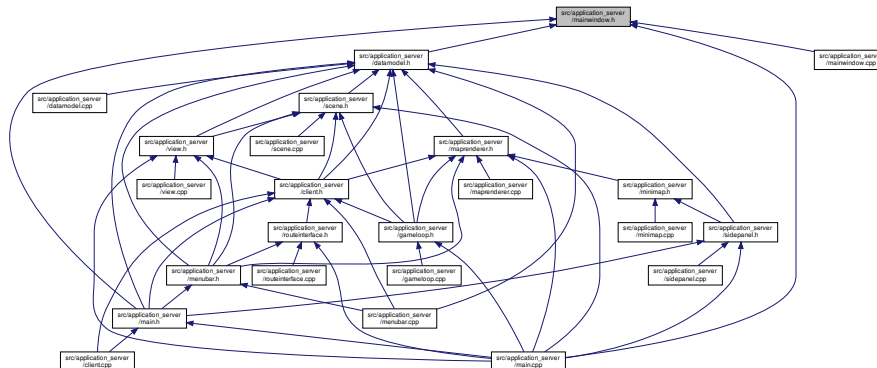 src/application_server
/mainwindow.h
src/application_server
/datamodel.h
src/application_server
/mainwindow.cpp
src/application_server
/datamodel.cpp
src/application_server
/scene.h
src/application_server
/view.h
src/application_server
/scene.cpp
src/application_server
/maprenderer.h
src/application_server
/view.cpp
src/application_server
/client.h
src/application_server
/maprenderer.cpp
src/application_server
/minimap.h
src/application_server
/routeinterface.h
src/application_server
/gameloop.h
src/application_server
/minimap.cpp
src/application_server
/sidepanel.h
src/application_server
/menubar.h
src/application_server
/routeinterface.cpp
src/application_server
/gameloop.cpp
src/application_server
/sidepanel.cpp
src/application_server
/main.h
src/application_server
/menubar.cpp
src/application_server
/client.cpp
src/application_server
/main.cpp